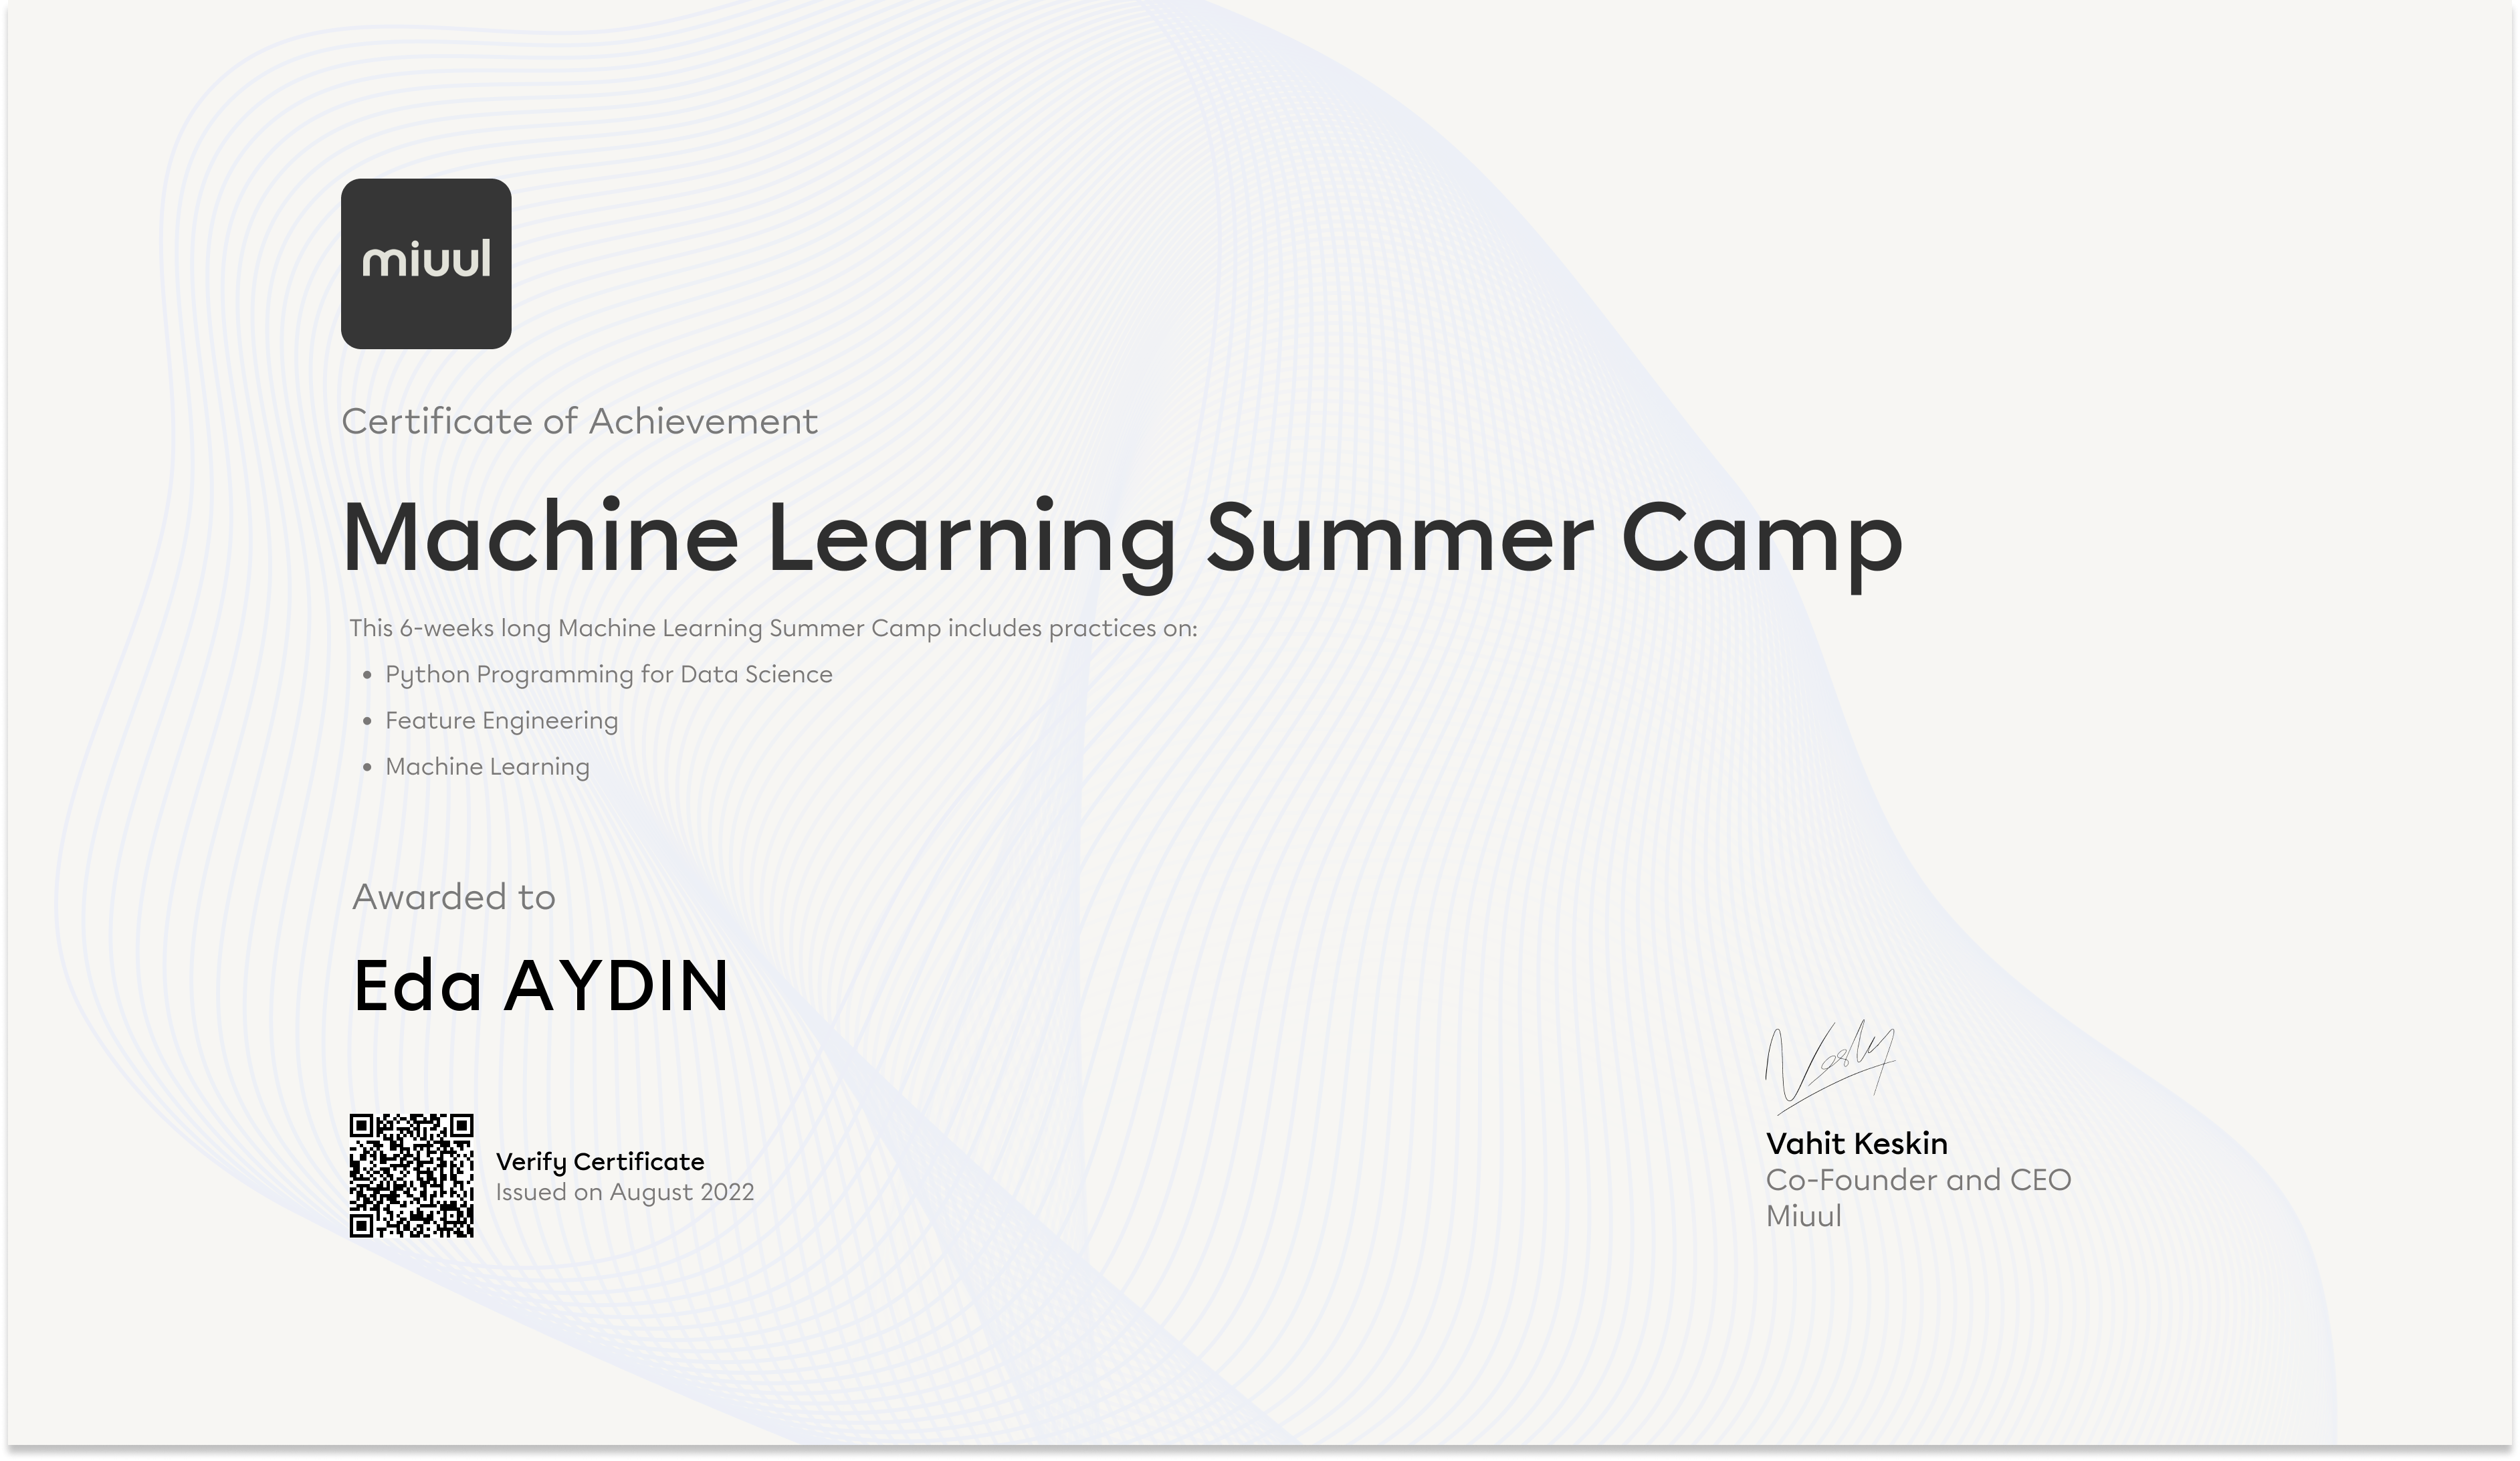 miuul
Certificate of Achievement
Machine Learning Summer Camp
This 6-weeks long Machine Learning Summer Camp includes practices on:
• Python Programming for Data Science
• Feature Engineering
• Machine Learning
Awarded to
Eda AYDIN
Verify Certificate
Issued on August 2022
Vahit Keskin
Co-Founder and CEO
Miuul